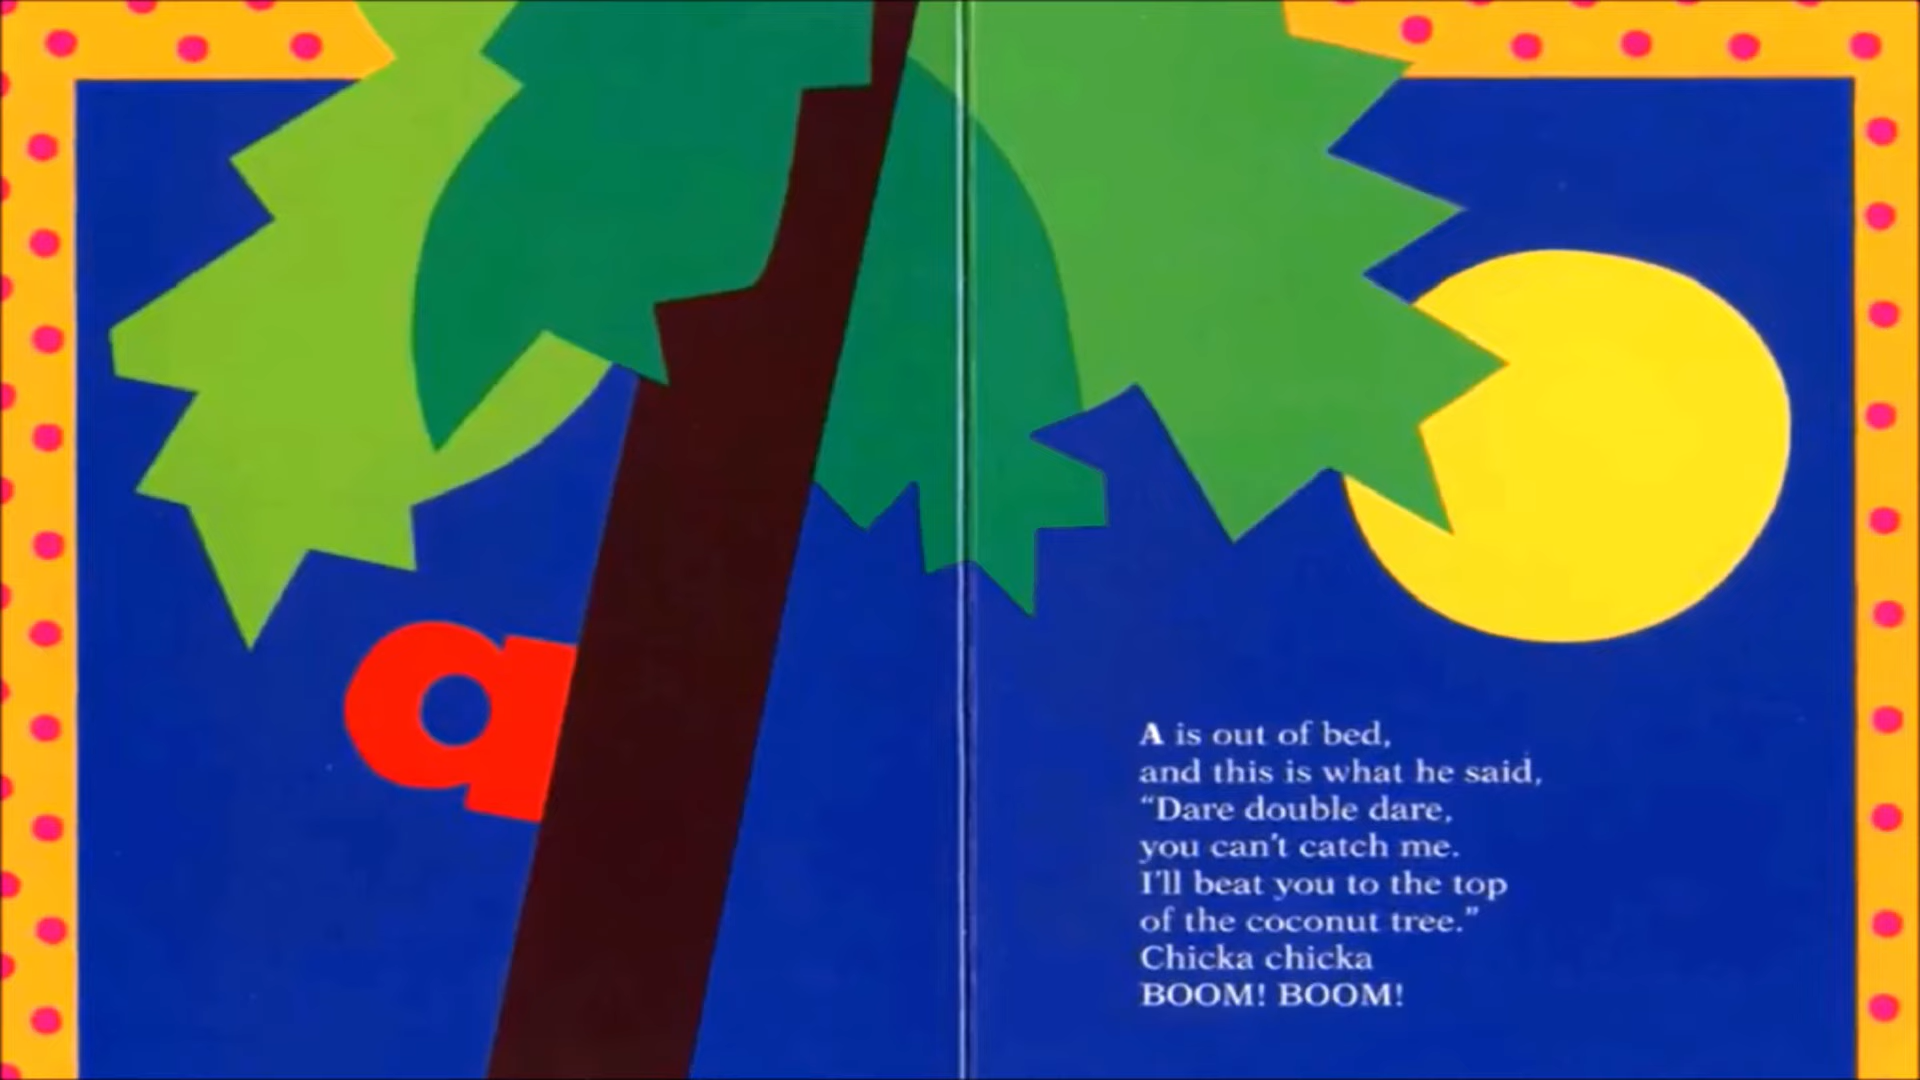 a
A is out of bed,
and this is what he said,
“Dare double dare,
you can't catch me.
I'll beat you to the top
of the coconut tree.”
Chicka chicka
BOOM! BOOM!